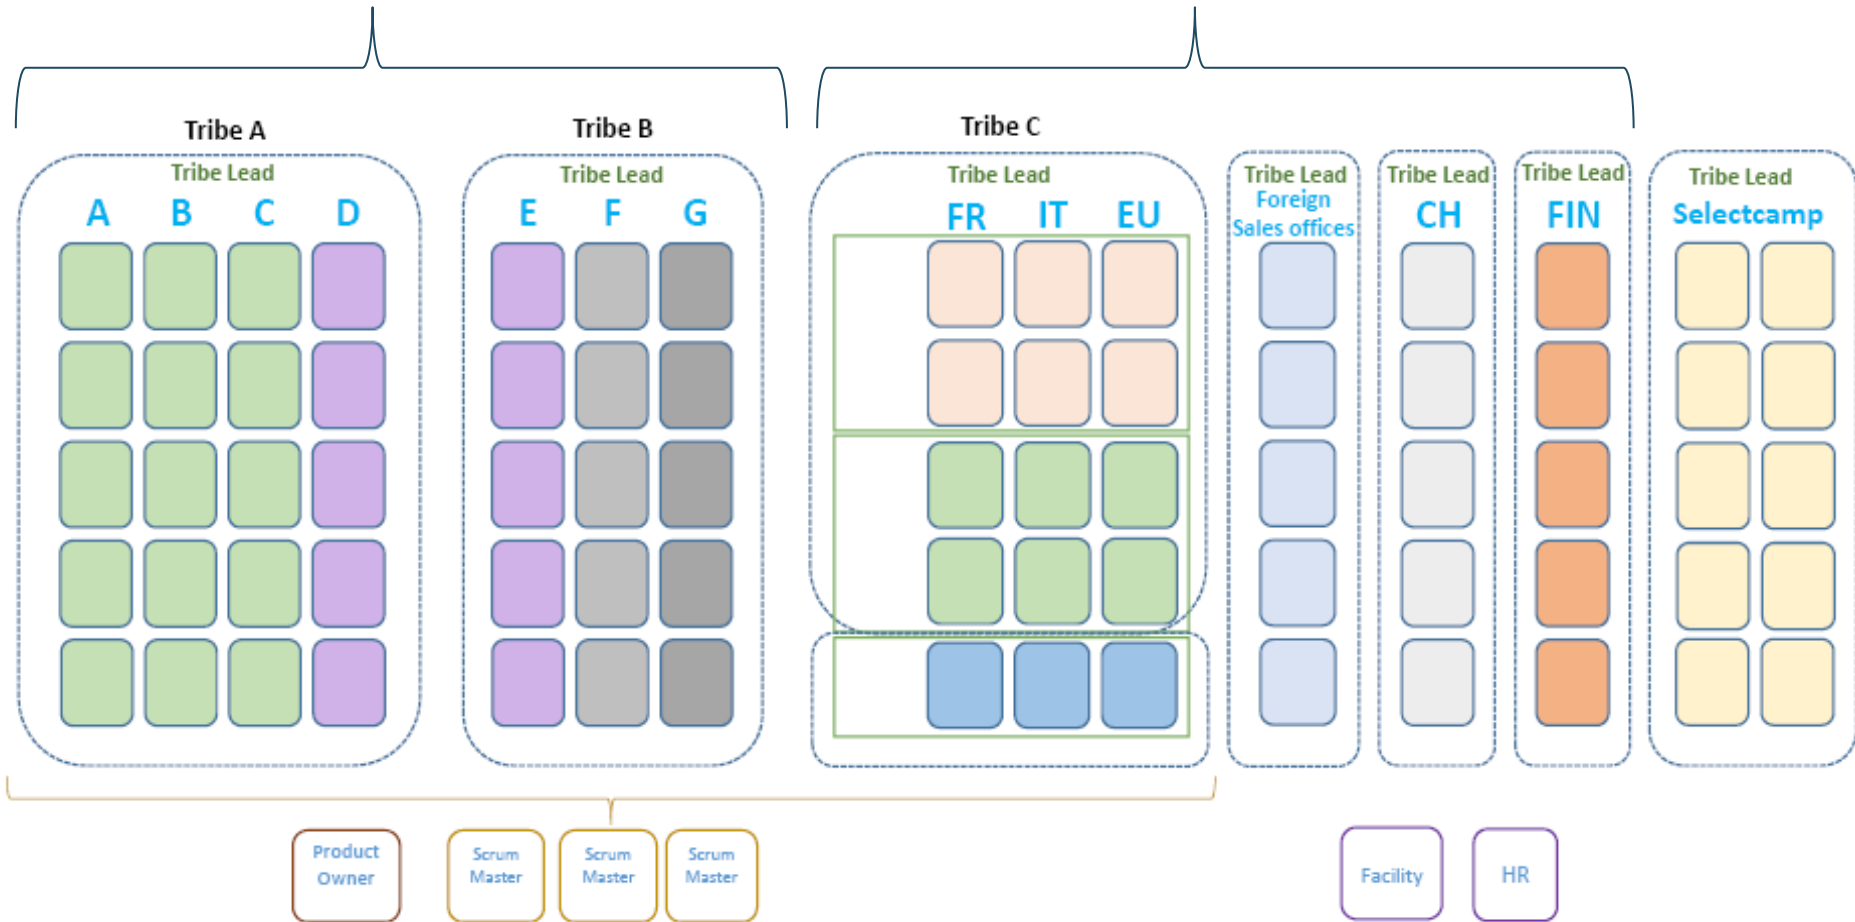 Tribe A
Tribe B
Tribe C
Tribe Lead
Tribe Lead
Tribe Lead
Tribe Lead
Tribe Lead
Tribe Lead
Tribe Lead
A B C D
E F G
FR IT EU
Foreign
Sales offices
CH
FIN
Selectcamp
Product
Owner
Scrum
Master
Scrum
Master
Scrum
Master
Facility
HR